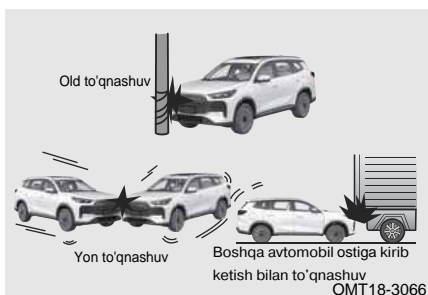 Old to'qnashuv
Yon to'qnashuv
Boshqa avtomobil ostiga kirib
ketish bilan to'qnashuv
OMT18-3066